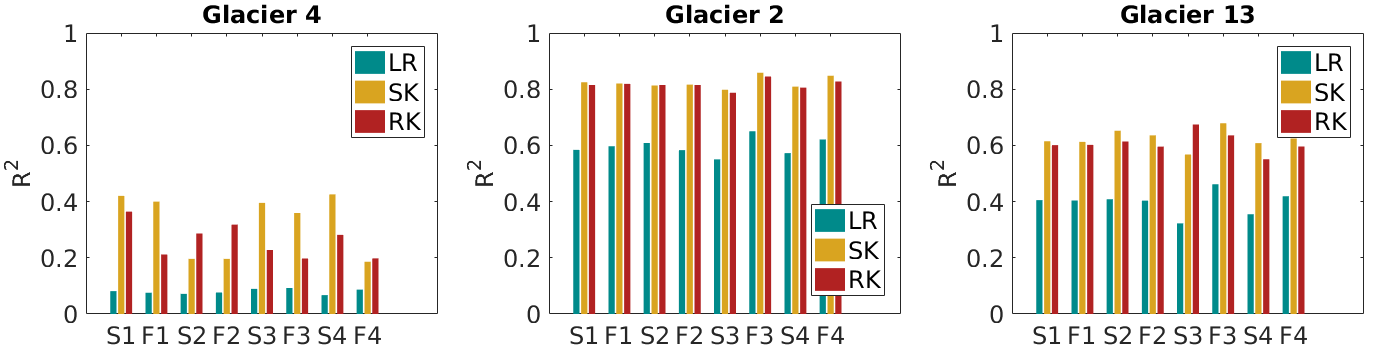 Glacier 4
R²
1
0.8
0.6
0.4
0.2
0
LR
SK
RK
S1 F1 S2 F2 S3 F3 S4 F4
Glacier 2
R²
1
0.8
0.6
0.4
0.2
0
LR
SK
RK
S1 F1 S2 F2 S3 F3 S4 F4
Glacier 13
R²
1
0.8
0.6
0.4
0.2
0
LR
SK
RK
S1 F1 S2 F2 S3 F3 S4 F4